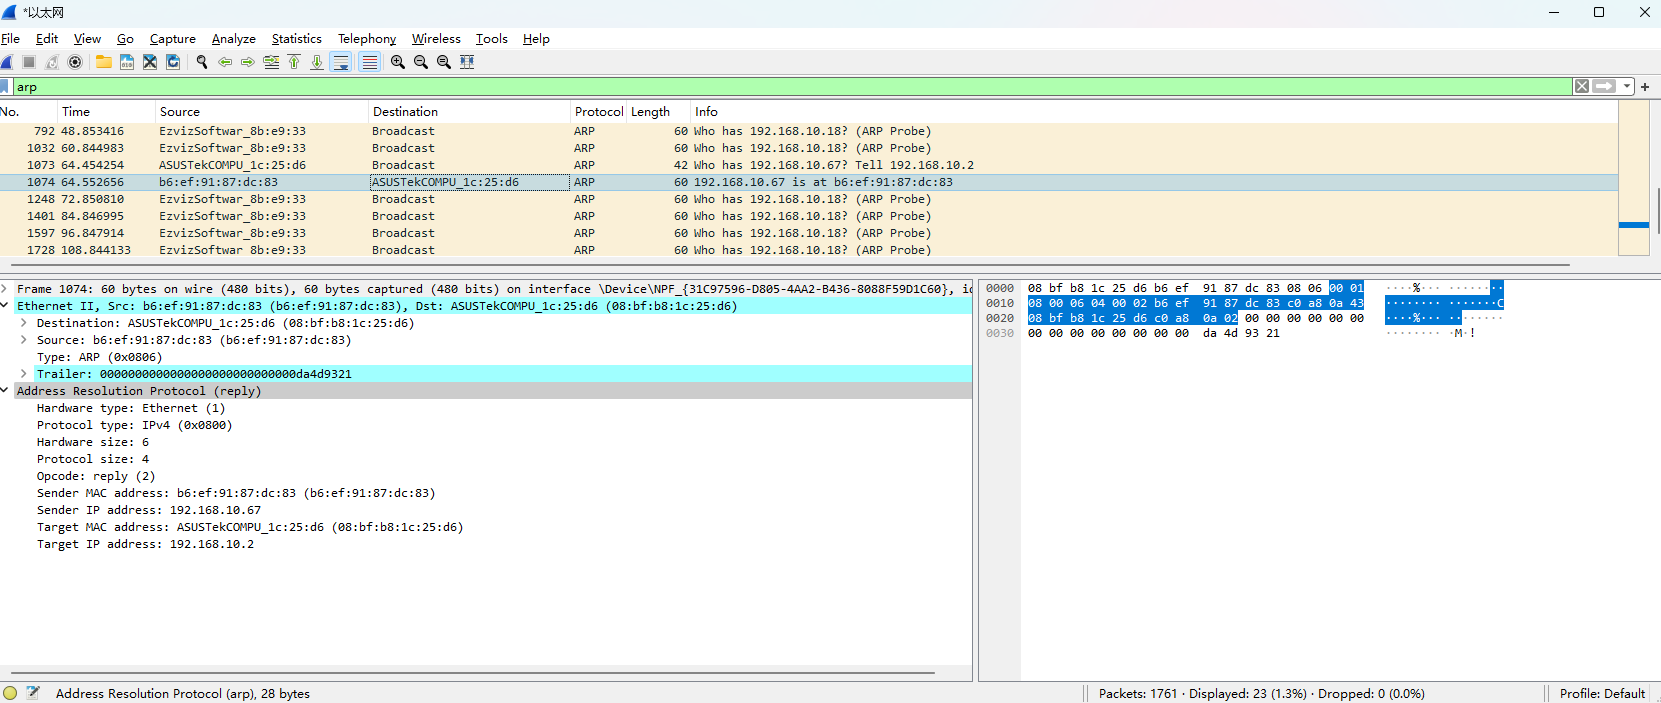 *以太网
File Edit View Go Capture Analyze Statistics Telephony Wireless Tools Help
arp
No. Time Source Destination Protocol Length Info
792 48.853416 EzvizSoftwar_8b:e9:33 Broadcast ARP 60 Who has 192.168.10.18? (ARP Probe)
1032 60.844983 EzvizSoftwar_8b:e9:33 Broadcast ARP 60 Who has 192.168.10.18? (ARP Probe)
1073 64.454254 ASUSTekCOMPU_1c:25:d6 Broadcast ARP 42 Who has 192.168.10.67? Tell 192.168.10.2
1074 64.552656 b6:ef:91:87:dc:83 ASUSTekCOMPU_1c:25:d6 ARP 60 192.168.10.67 is at b6:ef:91:87:dc:83
1248 72.850810 EzvizSoftwar_8b:e9:33 Broadcast ARP 60 Who has 192.168.10.18? (ARP Probe)
1401 84.846995 EzvizSoftwar_8b:e9:33 Broadcast ARP 60 Who has 192.168.10.18? (ARP Probe)
1597 96.847914 EzvizSoftwar_8b:e9:33 Broadcast ARP 60 Who has 192.168.10.18? (ARP Probe)
1728 108.844133 EzvizSoftwar_8b:e9:33 Broadcast ARP 60 Who has 192.168.10.18? (ARP Probe)
Frame 1074: 60 bytes on wire (480 bits), 60 bytes captured (480 bits) on interface \Device\NPF_{31C97596-D805-4AA2-B436-8088F59D1C60}, id
Ethernet II, Src: b6:ef:91:87:dc:83 (b6:ef:91:87:dc:83), Dst: ASUSTekCOMPU_1c:25:d6 (08:bf:b8:1c:25:d6)
Destination: ASUSTekCOMPU_1c:25:d6 (08:bf:b8:1c:25:d6)
Source: b6:ef:91:87:dc:83 (b6:ef:91:87:dc:83)
Type: ARP (0x0806)
Trailer: 0000000000000000000000000000da4d9321
Address Resolution Protocol (reply)
Hardware type: Ethernet (1)
Protocol type: IPv4 (0x0800)
Hardware size: 6
Protocol size: 4
Opcode: reply (2)
Sender MAC address: b6:ef:91:87:dc:83 (b6:ef:91:87:dc:83)
Sender IP address: 192.168.10.67
Target MAC address: ASUSTekCOMPU_1c:25:d6 (08:bf:b8:1c:25:d6)
Target IP address: 192.168.10.2
0000 08 bf b8 1c 25 d6 b6 ef 91 87 dc 83 08 06 00 01 ····%··· ········
0010 08 00 06 04 00 02 b6 ef 91 87 dc 83 c0 a8 0a 43 ········ ·······C
0020 08 bf b8 1c 25 d6 c0 a8 0a 02 00 00 00 00 00 00 ····%··· ········
0030 00 00 00 00 00 00 00 00 da 4d 93 21 ········ ·M·!
Address Resolution Protocol (arp), 28 bytes
Packets: 1761 · Displayed: 23 (1.3%) · Dropped: 0 (0.0%)
Profile: Default